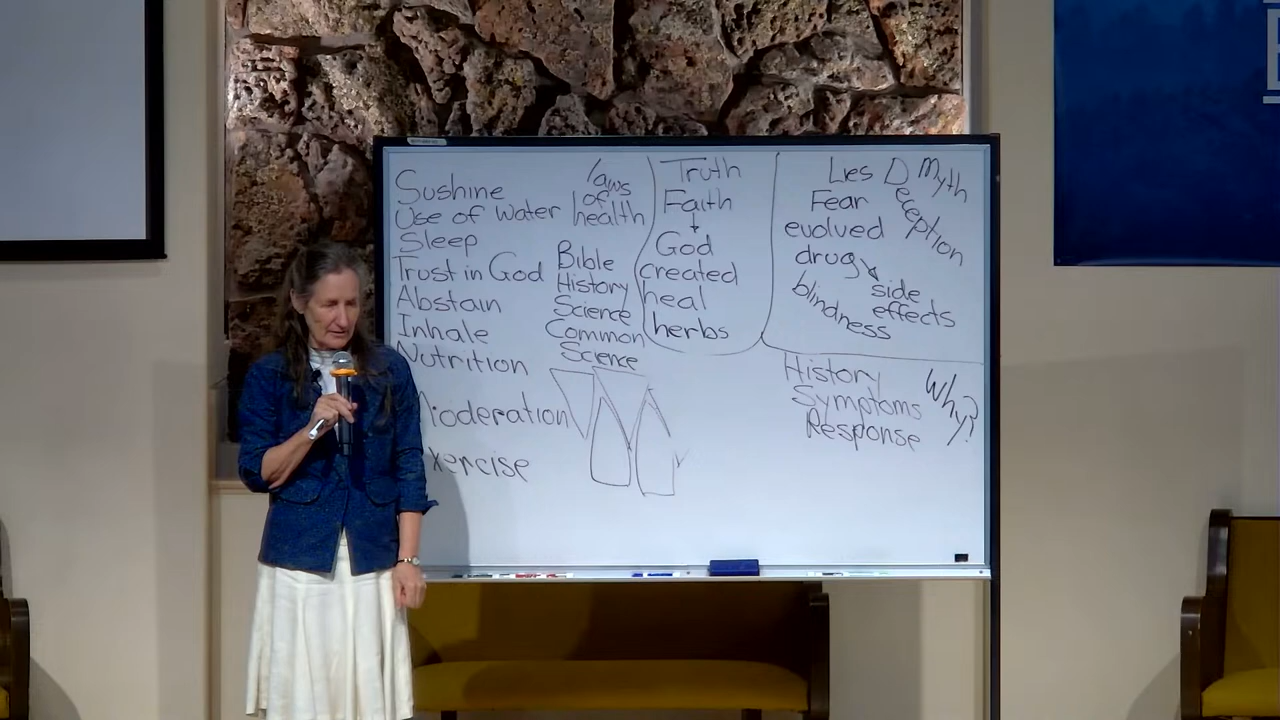 Sushine
Use of water
Sleep
Trust in God
Abstain
Inhale
Nutrition
Moderation
xercise
laws
of
health
Bible
History
Science
Common
Science
Truth
Faith
God
created
heal
herbs
Lies
Fear
evolved
drug
side
effects
blindness
Deception
Myth
History
Symptoms
Response
Why?